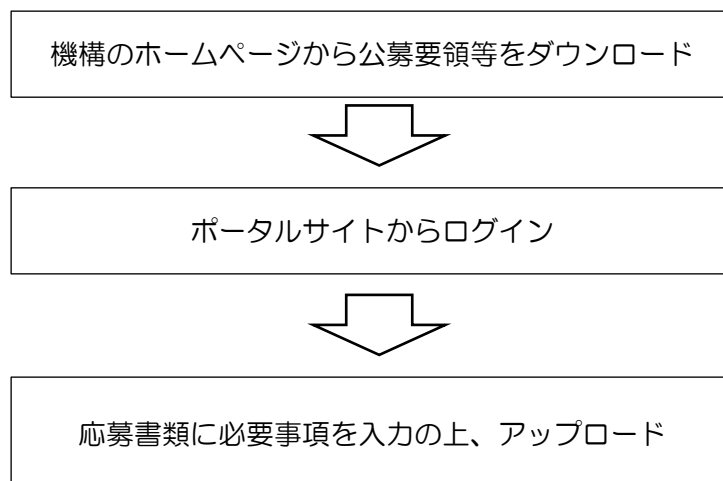 機構のホームページから公募要領等をダウンロード
ポータルサイトからログイン
応募書類に必要事項を入力の上、アップロード